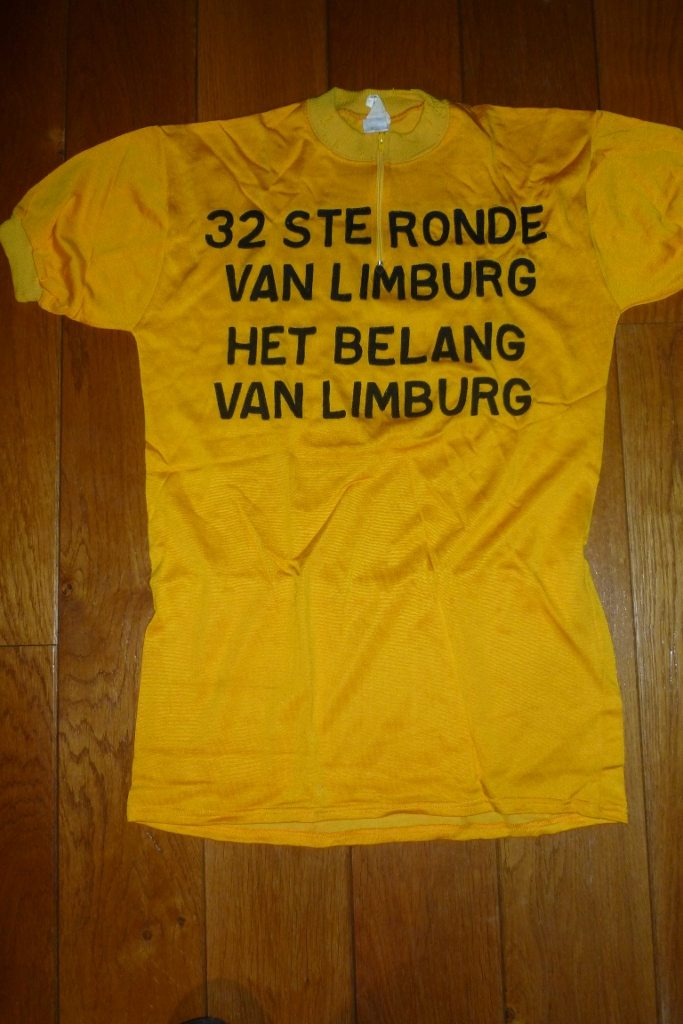 32 STE RONDE
VAN LIMBURG
HET BELANG
VAN LIMBURG